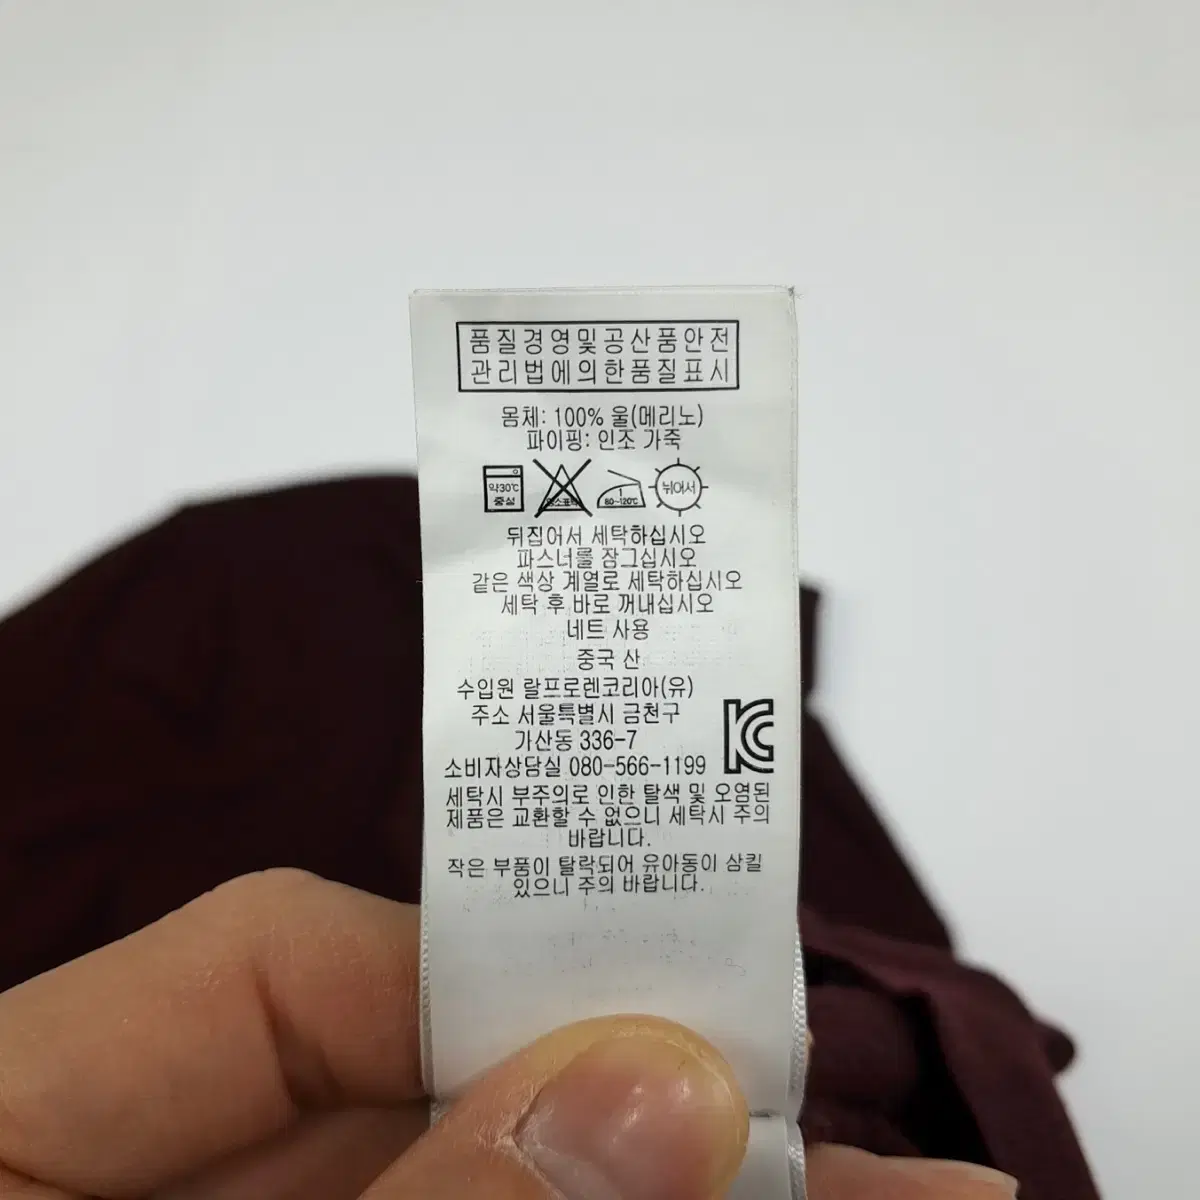 품질경영및공산품안전
관리법에의한품질표시
몸체: 100% 울(메리노)
파이핑: 인조 가죽
약30℃
중성
염소표백
80~120℃
뉘어서
뒤집어서 세탁하십시오
파스너를 잠그십시오
같은 색상 계열로 세탁하십시오
세탁 후 바로 꺼내십시오
네트 사용
중국 산
수입원 랄프로렌코리아(유)
주소 서울특별시 금천구
가산동 336-7
소비자상담실 080-566-1199
KC
세탁시 부주의로 인한 탈색 및 오염된
제품은 교환할 수 없으니 세탁시 주의
바랍니다.
작은 부품이 탈락되어 유아동이 삼킬
있으니 주의 바랍니다.